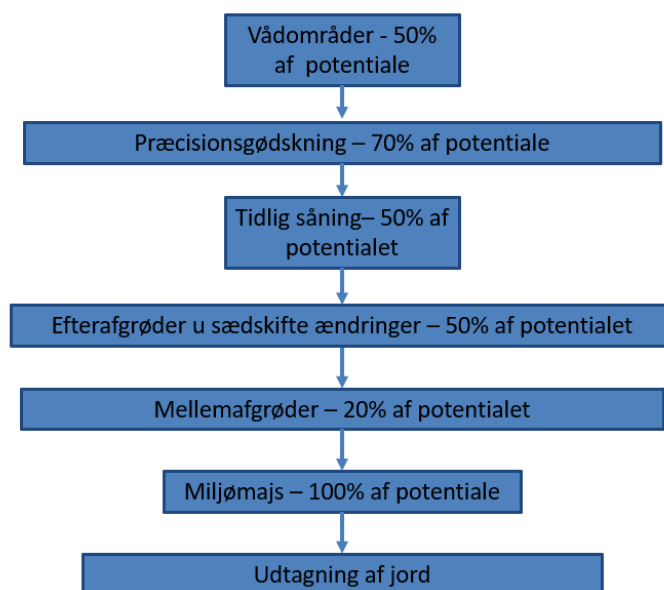 Vådområder - 50%
af potentiale
Præcisionsgødskning – 70% af potentiale
Tidlig såning– 50% af
potentialet
Efterafgrøder u sædskifte ændringer – 50% af potentialet
Mellemafgrøder – 20% af potentialet
Miljømajs – 100% af potentiale
Udtagning af jord